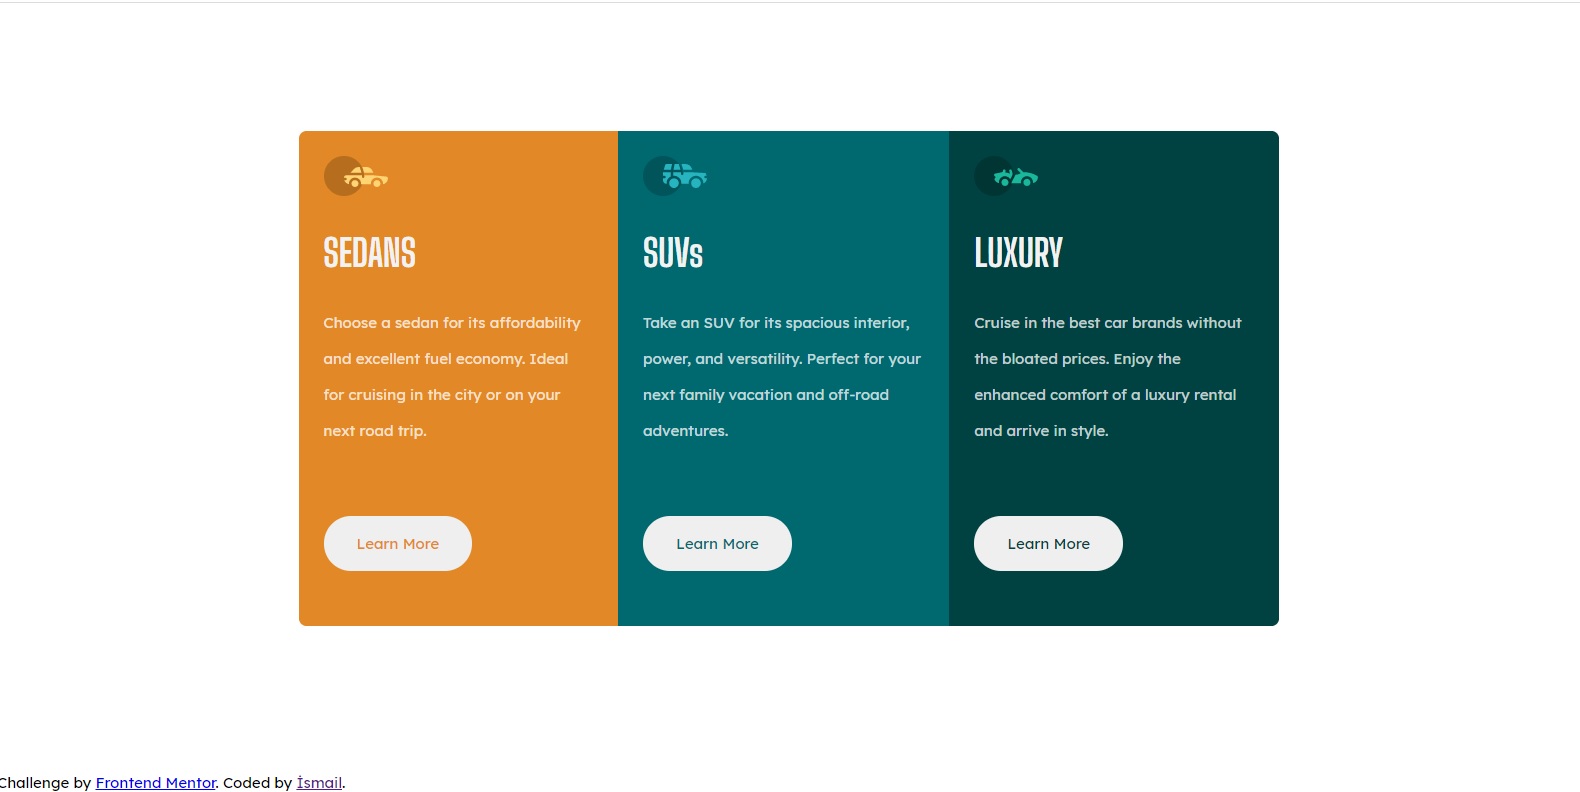 SEDANS
Choose a sedan for its affordability
and excellent fuel economy. Ideal
for cruising in the city or on your
next road trip.
Learn More
SUVs
Take an SUV for its spacious interior,
power, and versatility. Perfect for your
next family vacation and off-road
adventures.
Learn More
LUXURY
Cruise in the best car brands without
the bloated prices. Enjoy the
enhanced comfort of a luxury rental
and arrive in style.
Learn More
Challenge by Frontend Mentor. Coded by İsmail.